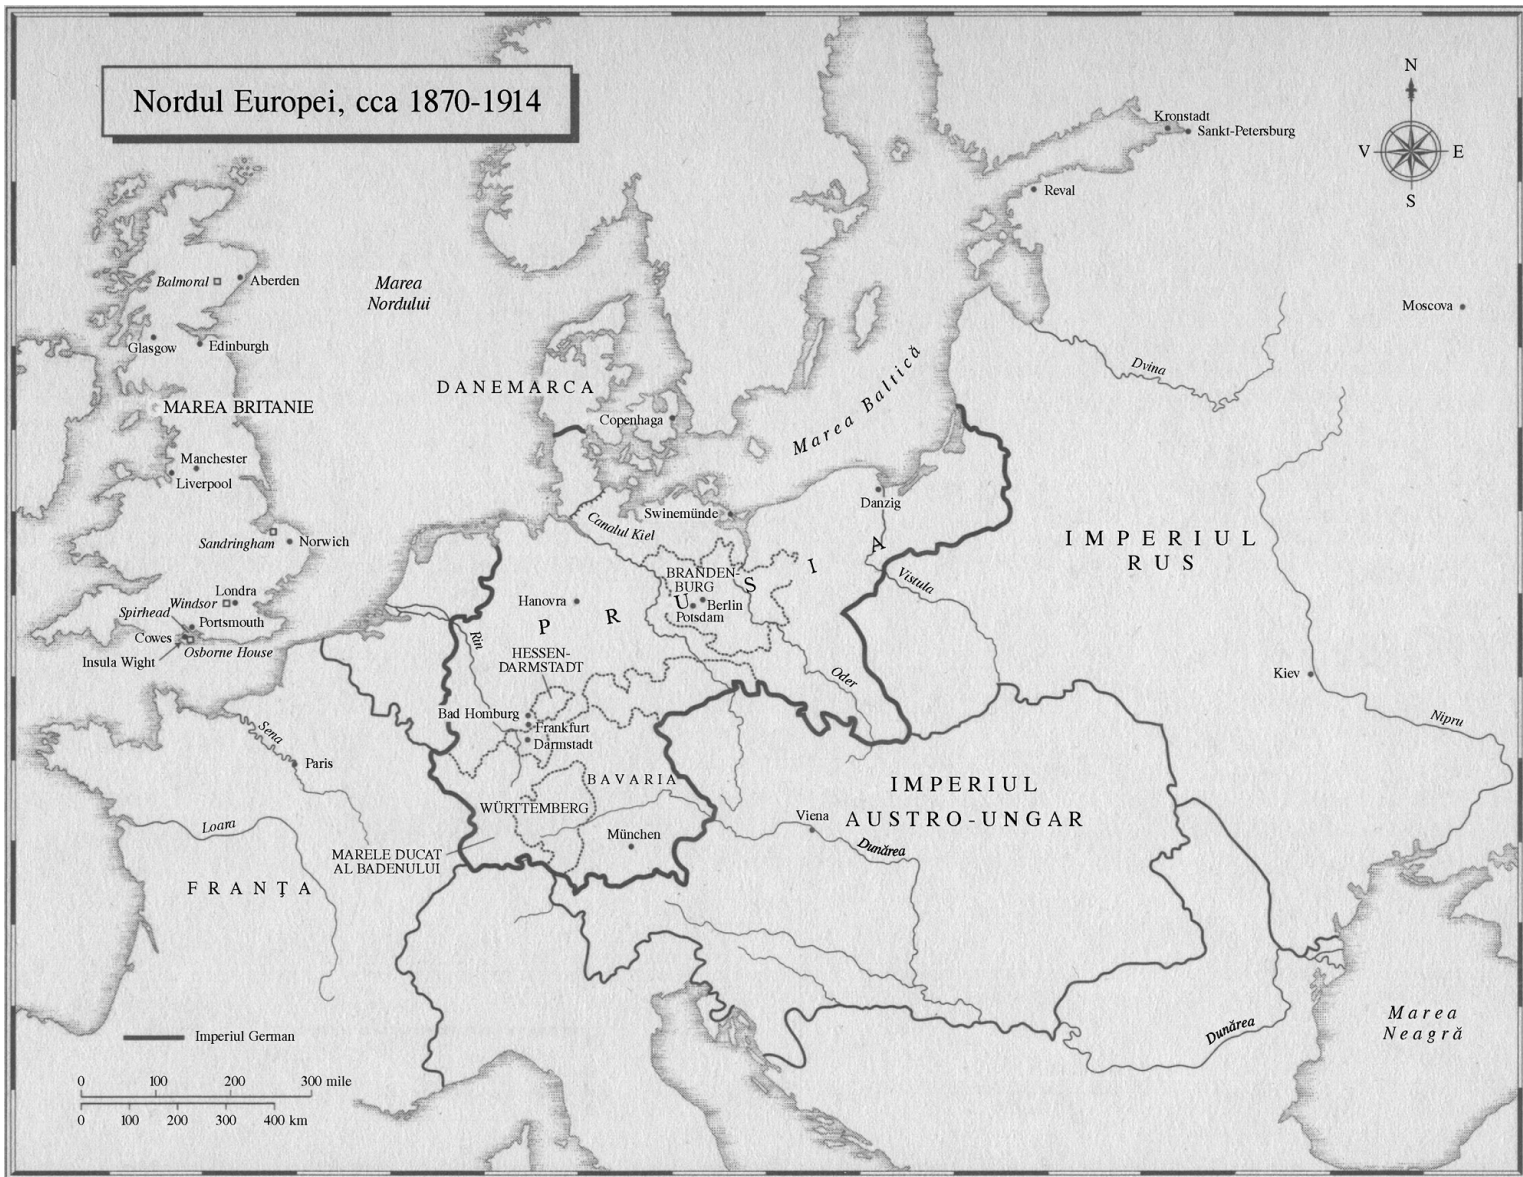 Nordul Europei, cca 1870-1914
N
V
E
S
Kronstadt
Sankt-Petersburg
Reval
Moscova
Balmoral
Aberden
Marea
Nordului
Glasgow
Edinburgh
DANEMARCA
MAREA BRITANIE
Copenhaga
Marea Baltică
Dvina
Manchester
Liverpool
Danzig
Swinemünde
Canalul Kiel
Sandringham
Norwich
IMPERIUL
RUS
Vistula
BRANDEN-
BURG
Berlin
Potsdam
PRUSIA
Hanovra
Londra
Windsor
Spirhead
Portsmouth
Cowes
Osborne House
Insula Wight
Rin
HESSEN-
DARMSTADT
Oder
Kiev
Nipru
Bad Homburg
Frankfurt
Darmstadt
Sena
Paris
BAVARIA
IMPERIUL
AUSTRO-UNGAR
WÜRTTEMBERG
Viena
Loara
München
Dunărea
MARELE DUCAT
AL BADENULUI
FRANŢA
Marea
Neagră
Dunărea
Imperiul German
0 100 200 300 mile
0 100 200 300 400 km